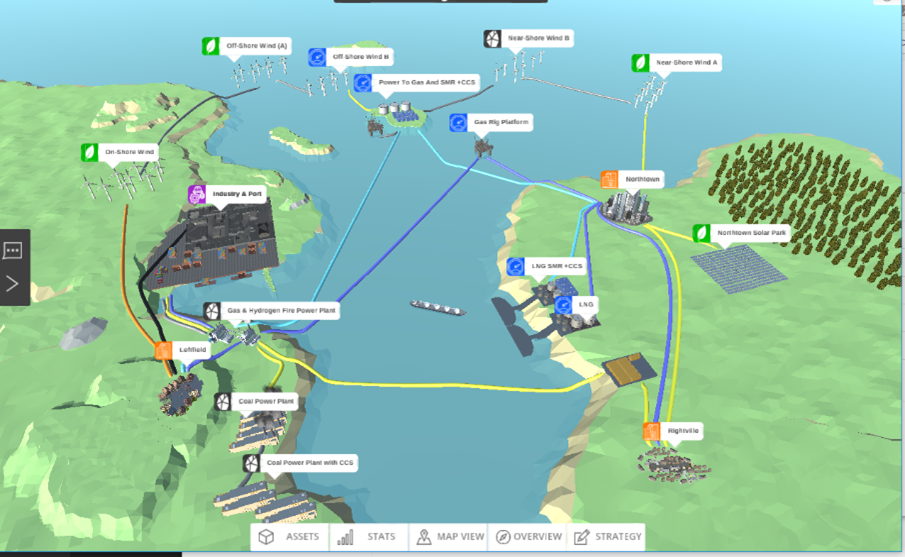 Off-Shore Wind (A)
Off-Shore Wind B
Near-Shore Wind B
Near-Shore Wind A
Power To Gas And SMR +CCS
Gas Rig Platform
On-Shore Wind
Industry & Port
Northtown
Northtown Solar Park
LNG SMR +CCS
LNG
Gas & Hydrogen Fire Power Plant
Leftfield
Coal Power Plant
Rightville
Coal Power Plant with CCS
ASSETS
STATS
MAP VIEW
OVERVIEW
STRATEGY